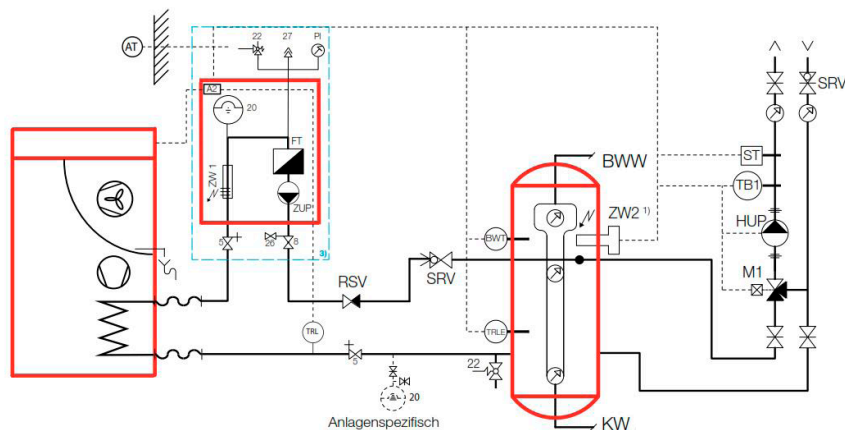 22
27
PI
AT
A2
20
SRV
FT
ZW 1
ST
BWW
TB1
ZUP
ZW2 1)
HUP
5
26
8
3)
BWT
RSV
SRV
M1
TRL
TRLE
5
22
20
Anlagenspezifisch
KW